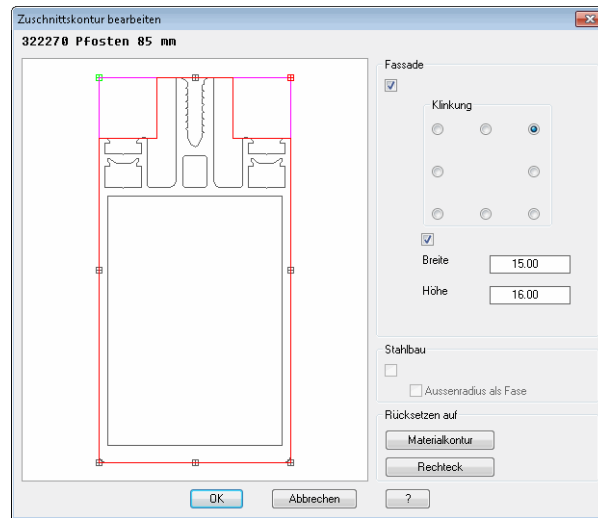 Zuschnittskontur bearbeiten
322270 Pfosten 85 mm
Fassade
Klinkung
Breite 15.00
Höhe 16.00
Stahlbau
Aussenradius als Fase
Rücksetzen auf
Materialkontur
Rechteck
OK Abbrechen ?